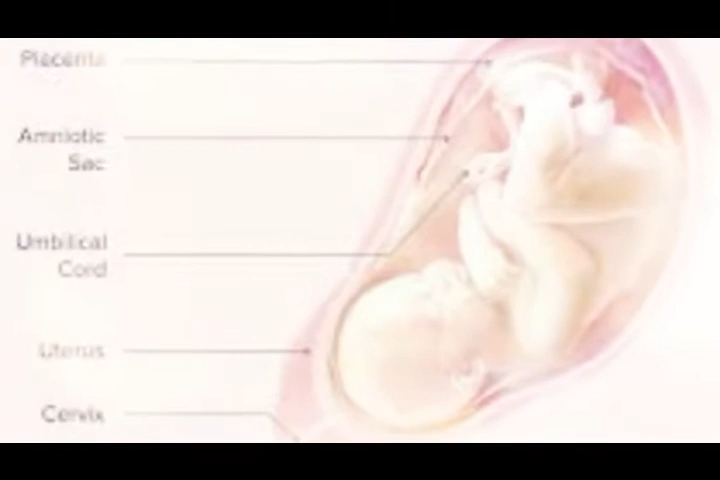 Placenta
Amniotic
Sac
Umbilical
Cord
Uterus
Cervix